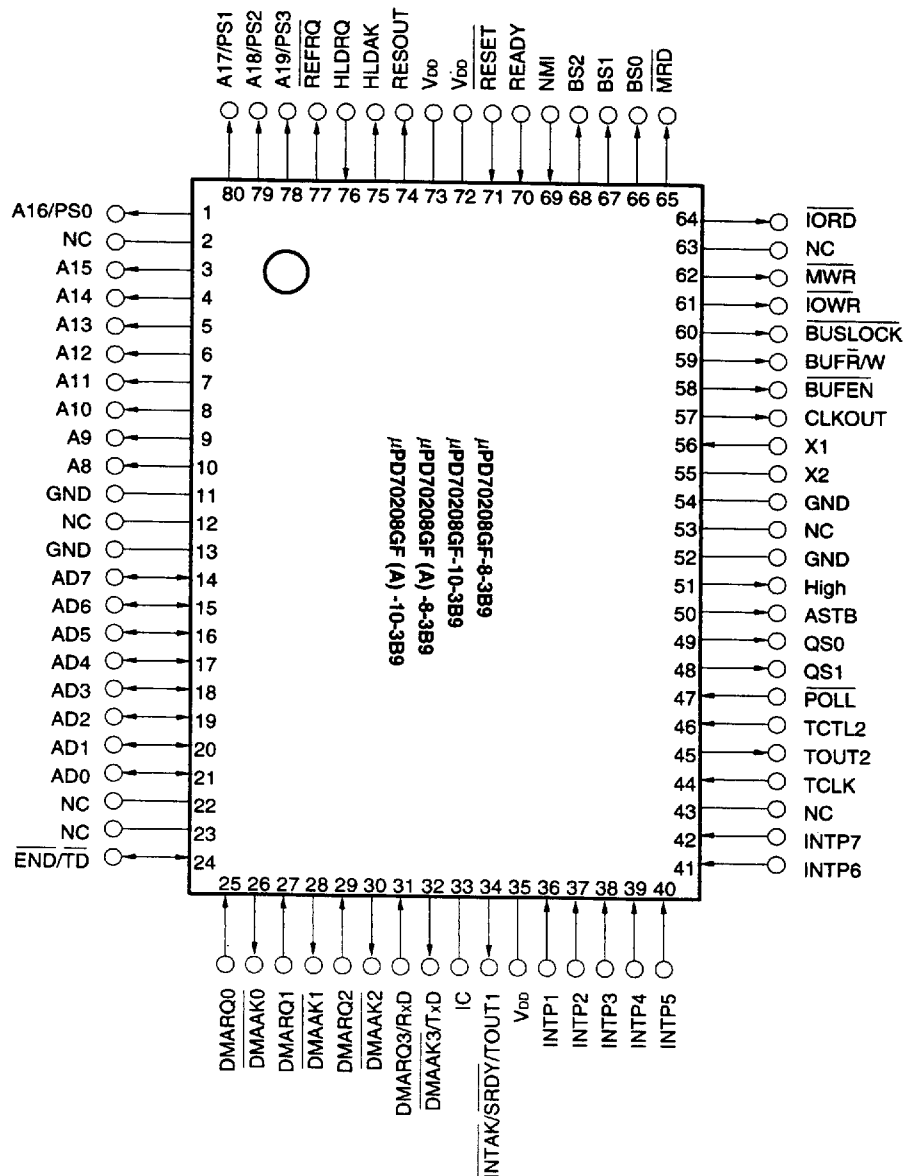 A17/PS1
A18/PS2
A19/PS3
REFRQ
HLDRQ
HLDAK
RESOUT
VDD
VDD
RESET
READY
NMI
BS2
BS1
BS0
MRD
80 79 78 77 76 75 74 73 72 71 70 69 68 67 66 65
A16/PS0 1
NC 2
A15 3
A14 4
A13 5
A12 6
A11 7
A10 8
A9 9
A8 10
GND 11
NC 12
GND 13
AD7 14
AD6 15
AD5 16
AD4 17
AD3 18
AD2 19
AD1 20
AD0 21
NC 22
NC 23
END/TD 24
μPD70208GF-8-3B9
μPD70208GF-10-3B9
μPD70208GF (A) -8-3B9
μPD70208GF (A) -10-3B9
64 IORD
63 NC
62 MWR
61 IOWR
60 BUSLOCK
59 BUFR/W
58 BUFEN
57 CLKOUT
56 X1
55 X2
54 GND
53 NC
52 GND
51 High
50 ASTB
49 QS0
48 QS1
47 POLL
46 TCTL2
45 TOUT2
44 TCLK
43 NC
42 INTP7
41 INTP6
25 26 27 28 29 30 31 32 33 34 35 36 37 38 39 40
DMARQ0
DMAAK0
DMARQ1
DMAAK1
DMARQ2
DMAAK2
DMARQ3/RxD
DMAAK3/TxD
IC
INTAK/SRDY/TOUT1
VDD
INTP1
INTP2
INTP3
INTP4
INTP5